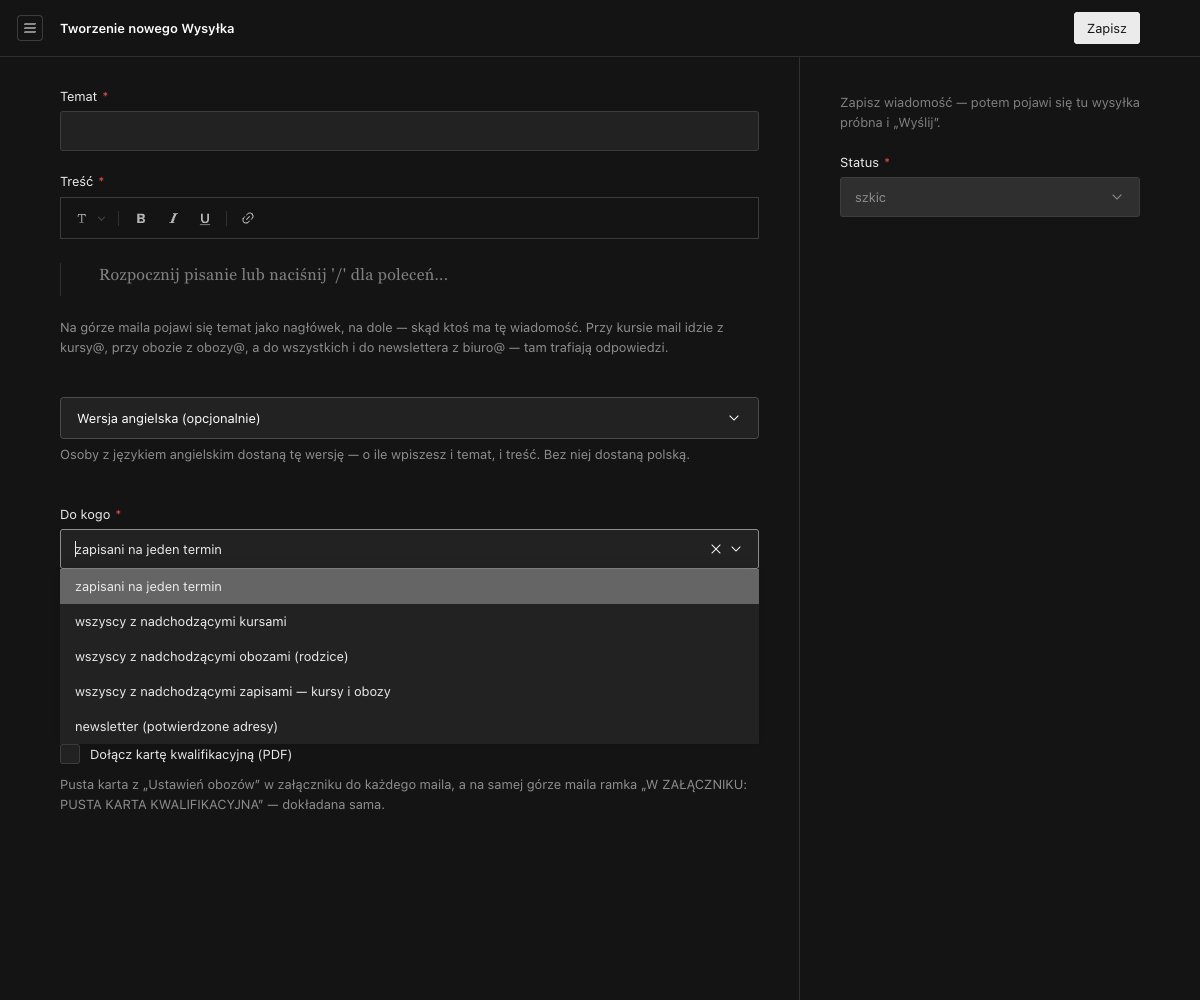 Tworzenie nowego Wysyłka
Zapisz
Temat *
Treść *
T
B I U
Rozpocznij pisanie lub naciśnij '/' dla poleceń...
Na górze maila pojawi się temat jako nagłówek, na dole — skąd ktoś ma tę wiadomość. Przy kursie mail idzie z
kursy@, przy obozie z obozy@, a do wszystkich i do newslettera z biuro@ — tam trafiają odpowiedzi.
Wersja angielska (opcjonalnie)
Osoby z językiem angielskim dostaną tę wersję — o ile wpiszesz i temat, i treść. Bez niej dostaną polską.
Do kogo *
zapisani na jeden termin
zapisani na jeden termin
wszyscy z nadchodzącymi kursami
wszyscy z nadchodzącymi obozami (rodzice)
wszyscy z nadchodzącymi zapisami — kursy i obozy
newsletter (potwierdzone adresy)
Dołącz kartę kwalifikacyjną (PDF)
Pusta karta z „Ustawień obozów” w załączniku do każdego maila, a na samej górze maila ramka „W ZAŁĄCZNIKU:
PUSTA KARTA KWALIFIKACYJNA” — dokładana sama.
Zapisz wiadomość — potem pojawi się tu wysyłka
próbna i „Wyślij”.
Status *
szkic